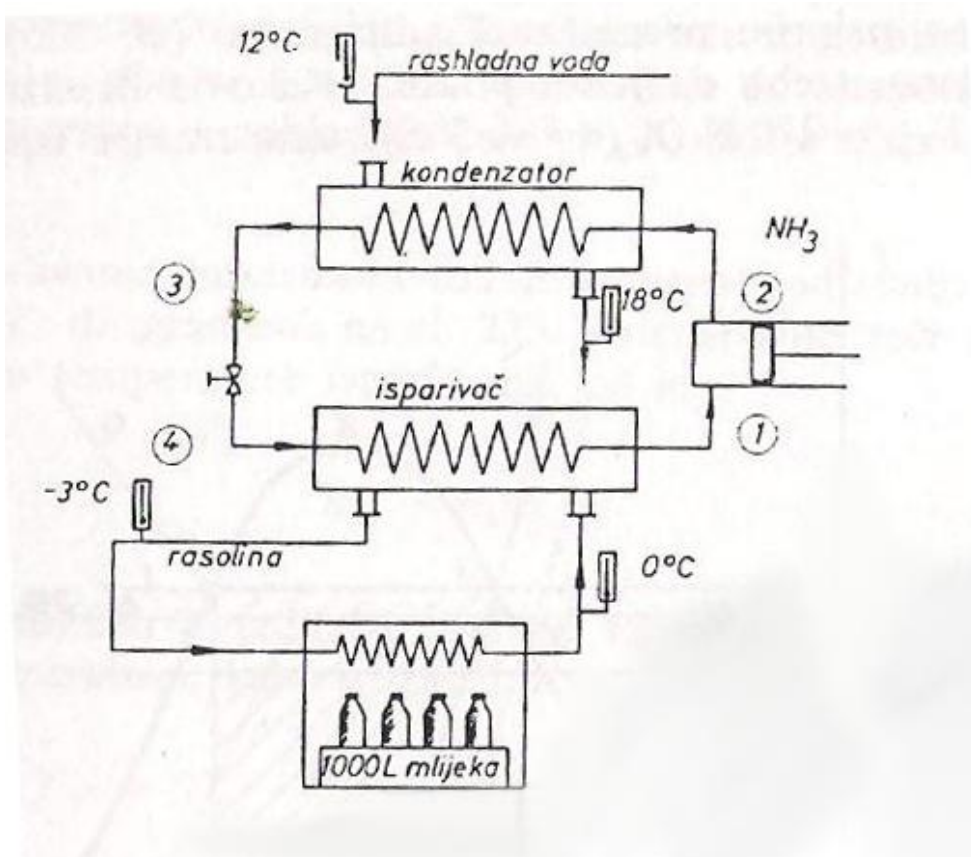 12°C
rashladna voda
kondenzator
NH₃
3
2
18°C
isparivač
4
1
-3°C
rasolina
0°C
1000L mlijeka